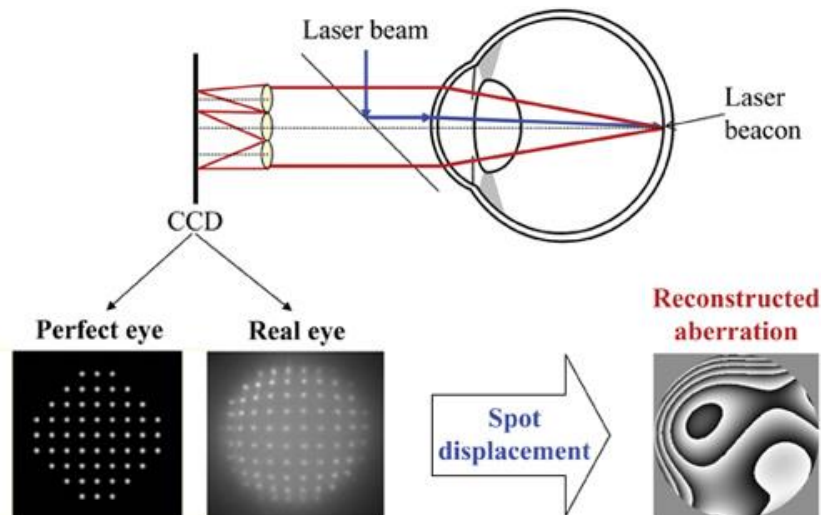 Laser beam
Laser
beacon
CCD
Perfect eye
Real eye
Reconstructed
aberration
Spot
displacement